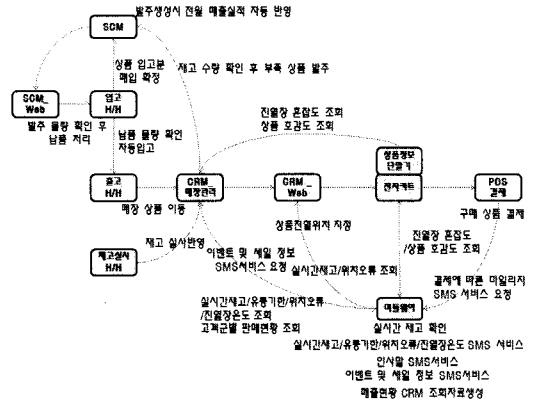 발주생성시 전월 매출실적 자동 반영
SCM
상품 입고분
매입 확정
재고 수량 확인 후 부족 상품 발주
SCM_
Web
입고
H/H
발주 물량 확인 후
납품 처리
납품 물량 확인
자동입고
진열장 혼잡도 조회
상품 호감도 조회
상품정보
단말기
출고
H/H
CRM_
매장관리
CRM_
Web
전자카트
POS
결제
매장 상품 이동
구매 상품 결제
상품진열위치 지정
진열장 혼잡도
/상품 호감도 조회
재고실사
H/H
재고 실사반영
이벤트 및 세일 정보
SMS서비스 요청
실시간재고/위치오류 조회
결제에 따른 마일리지
SMS 서비스 요청
실시간재고/유통기한/위치오류
/진열장온도 조회
고객군별 판매현황 조회
미들웨어
실시간 재고 확인
실시간재고/유통기한/위치오류/진열장온도 SMS 서비스
인사말 SMS서비스
이벤트 및 세일 정보 SMS서비스
매출현황 CRM 조회자료생성